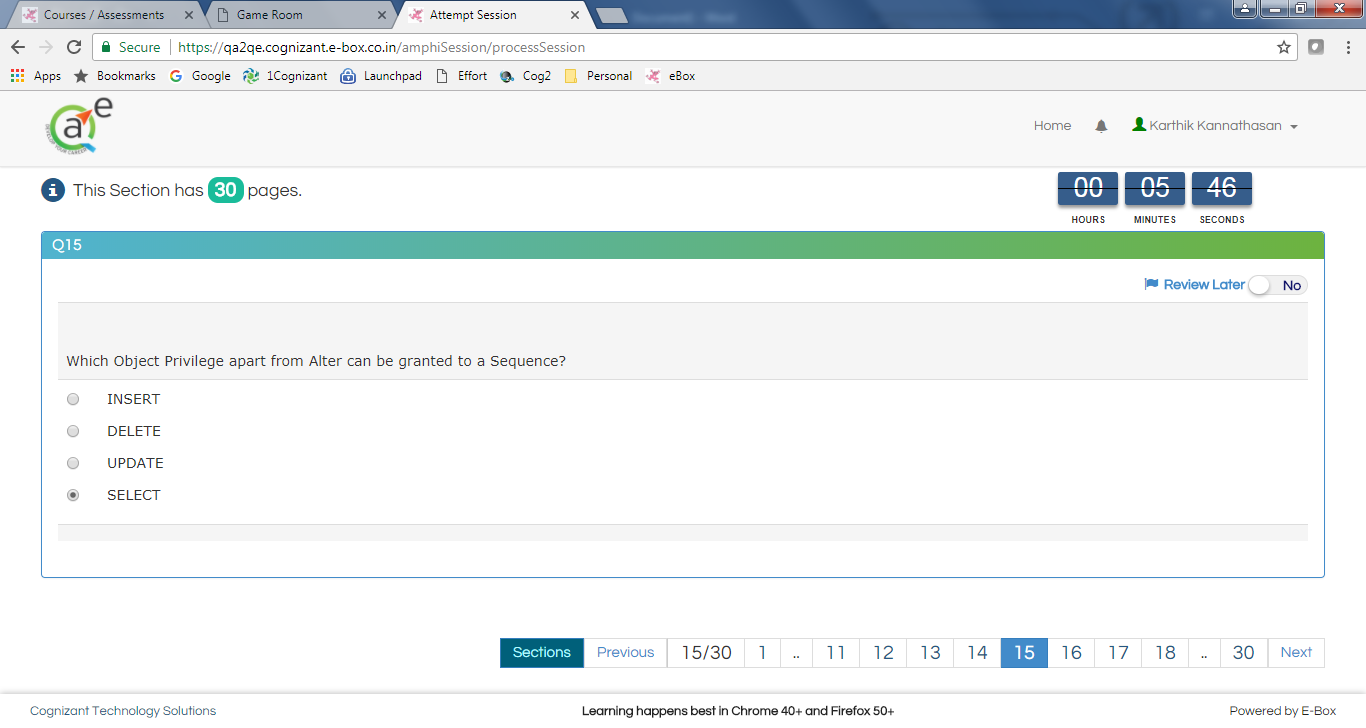 Courses / Assessments
Game Room
Attempt Session
Secure
https://qa2qe.cognizant.e-box.co.in/amphiSession/processSession
Apps
Bookmarks
Google
1Cognizant
Launchpad
Effort
Cog2
Personal
eBox
a e
Home
Karthik Kannathasan
This Section has 30 pages.
00 05 46
HOURS MINUTES SECONDS
Q15
Review Later No
Which Object Privilege apart from Alter can be granted to a Sequence?
INSERT
DELETE
UPDATE
SELECT
Sections Previous 15/30 1 .. 11 12 13 14 15 16 17 18 .. 30 Next
Cognizant Technology Solutions
Learning happens best in Chrome 40+ and Firefox 50+
Powered by E-Box